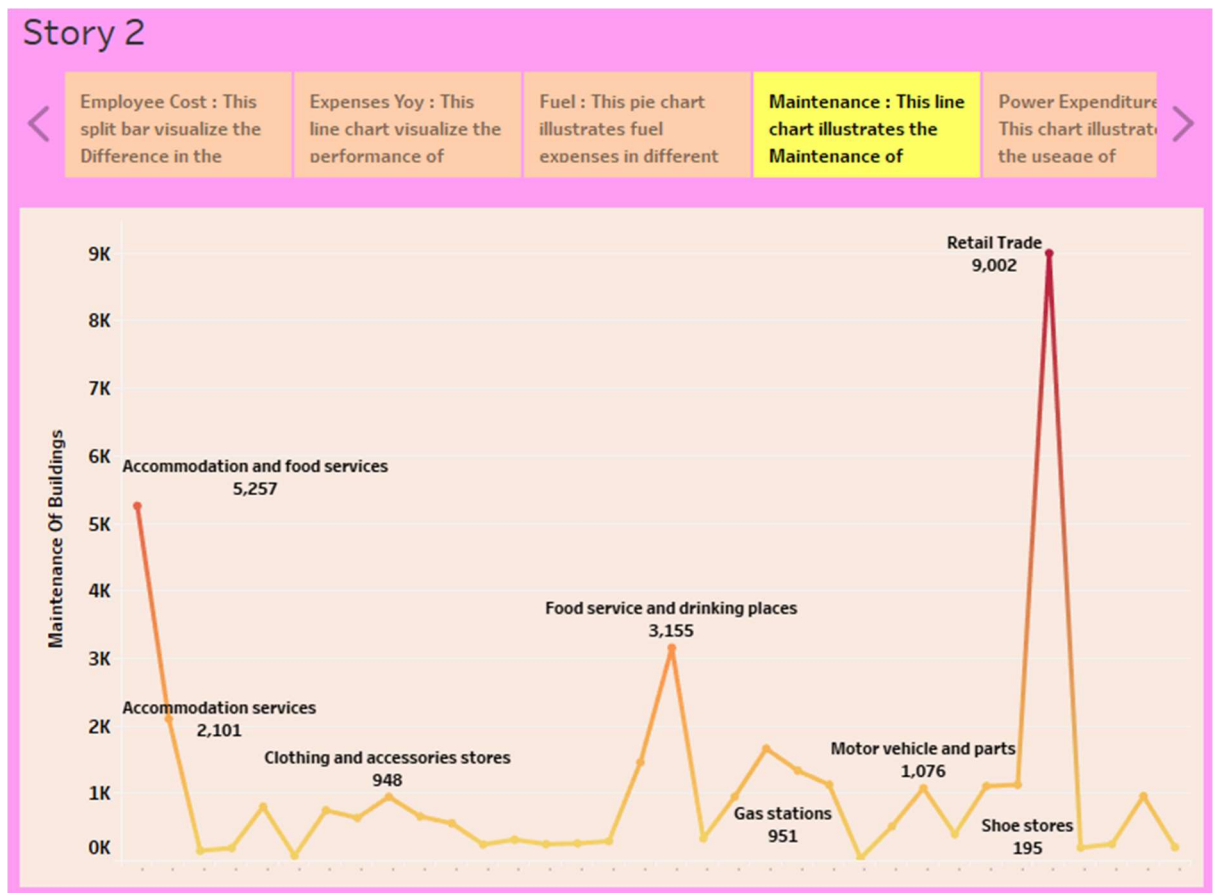 Story 2
Employee Cost : This
split bar visualize the
Difference in the
Expenses Yoy : This
line chart visualize the
performance of
Fuel : This pie chart
illustrates fuel
expenses in different
Maintenance : This line
chart illustrates the
Maintenance of
Power Expenditure
This chart illustrat
the useage of
Retail Trade
9,002
9K
8K
7K
6K
Accommodation and food services
5,257
5K
4K
Maintenance Of Buildings
Food service and drinking places
3,155
3K
Accommodation services
2,101
2K
Clothing and accessories stores
948
Motor vehicle and parts
1,076
1K
Gas stations
951
Shoe stores
195
0K